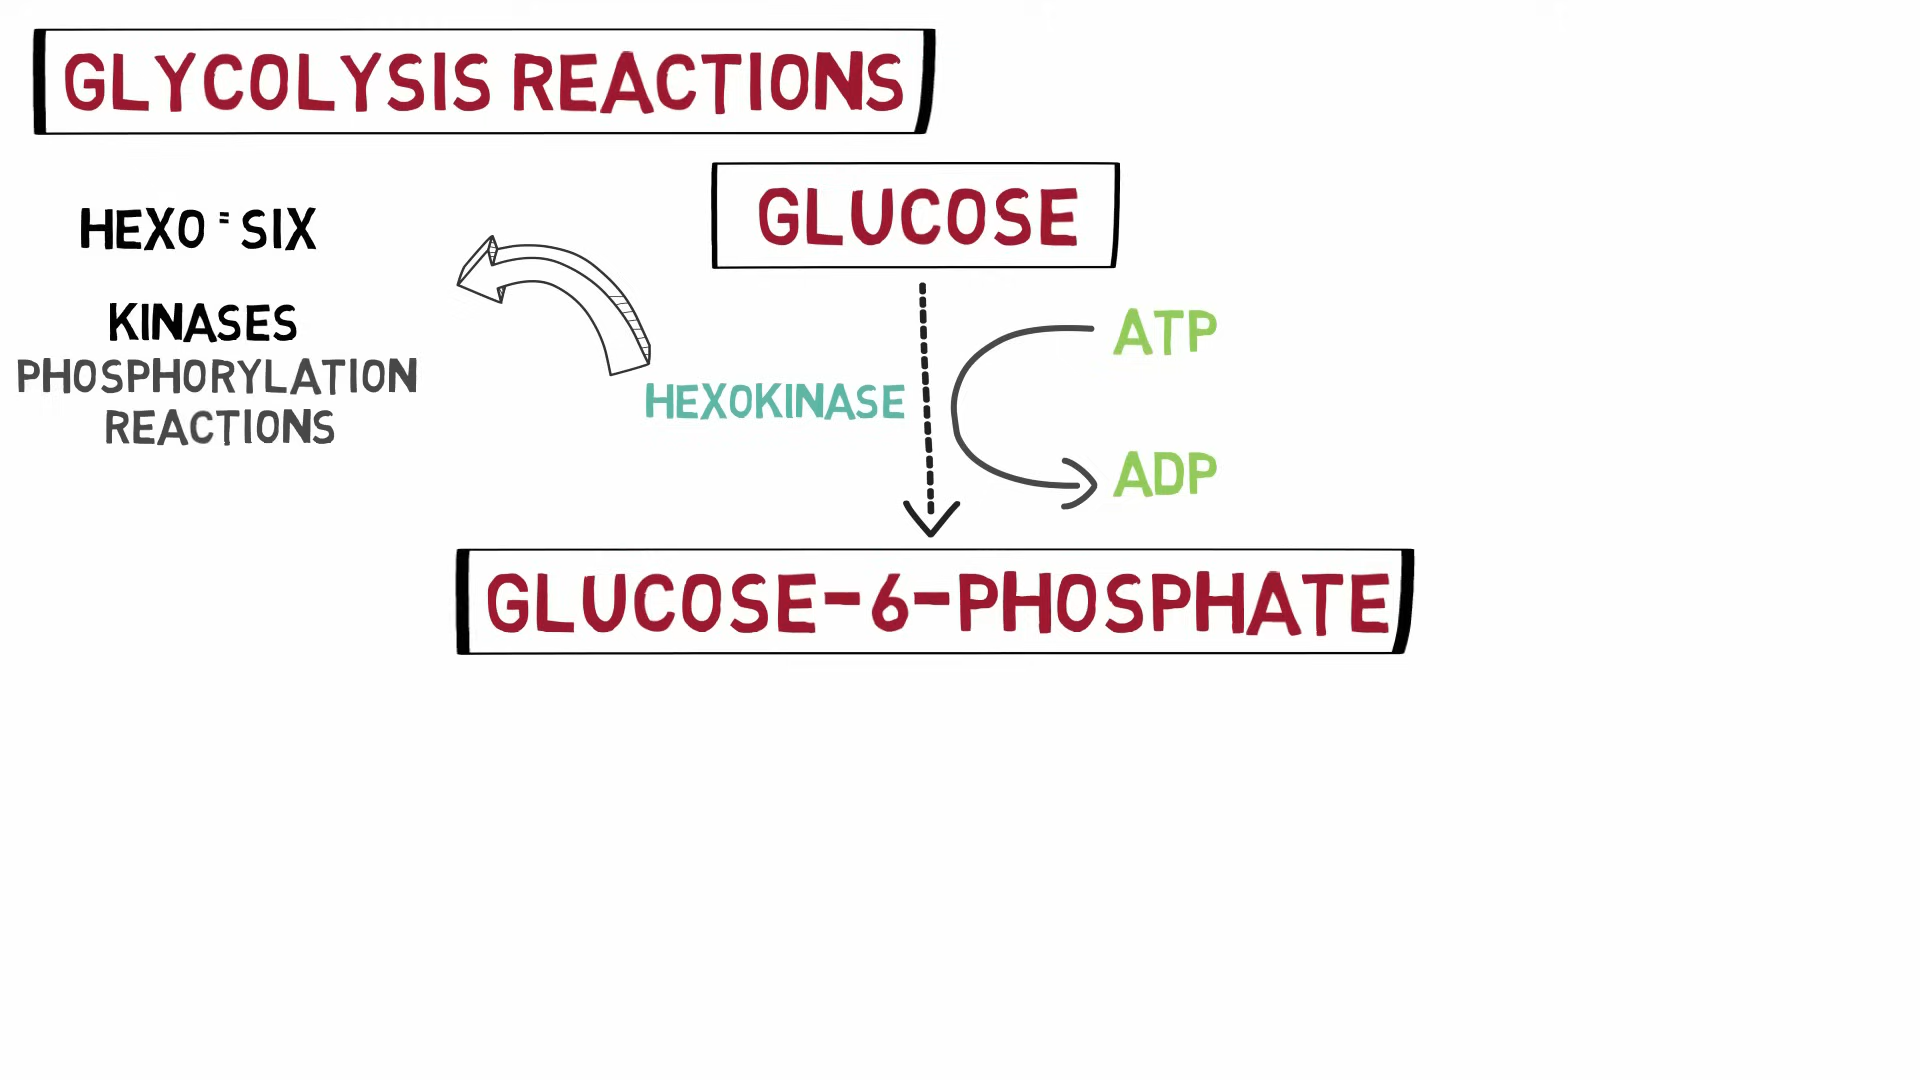 GLYCOLYSIS REACTIONS
GLUCOSE
HEXO = SIX
KINASES
PHOSPHORYLATION
REACTIONS
HEXOKINASE
ATP
ADP
GLUCOSE-6-PHOSPHATE